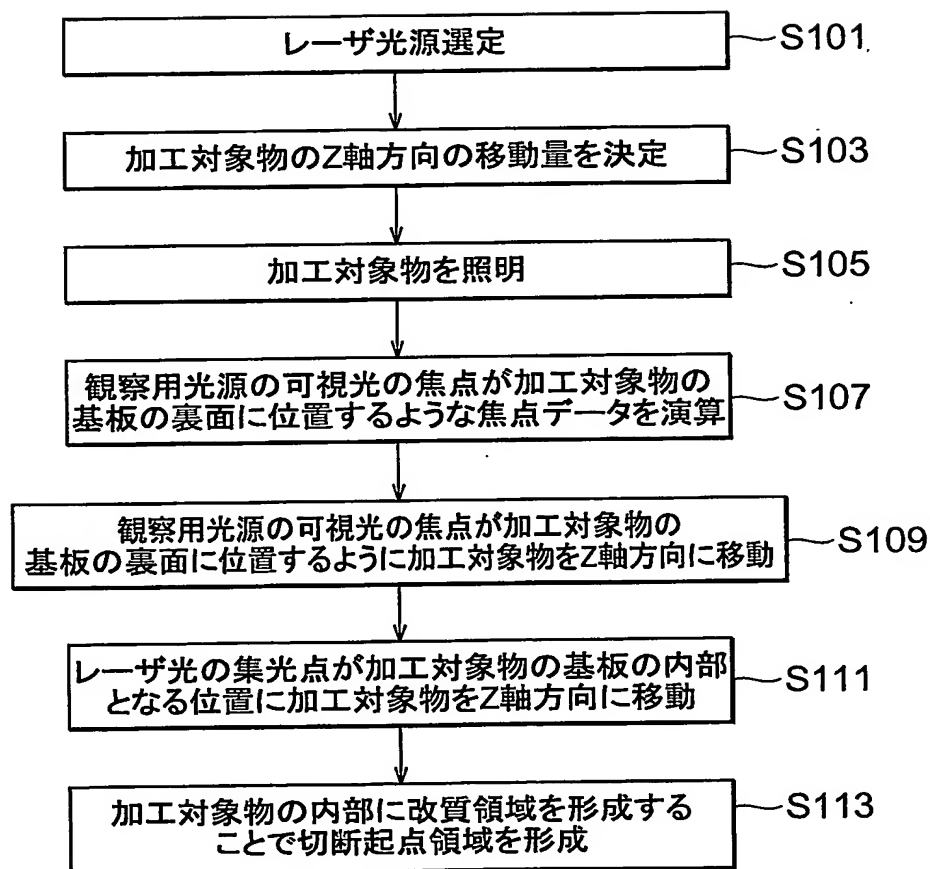 レーザ光源選定
S101
加工対象物のZ軸方向の移動量を決定
S103
加工対象物を照明
S105
観察用光源の可視光の焦点が加工対象物の
基板の裏面に位置するような焦点データを演算
S107
観察用光源の可視光の焦点が加工対象物の
基板の裏面に位置するように加工対象物をZ軸方向に移動
S109
レーザ光の集光点が加工対象物の基板の内部
となる位置に加工対象物をZ軸方向に移動
S111
加工対象物の内部に改質領域を形成する
ことで切断起点領域を形成
S113